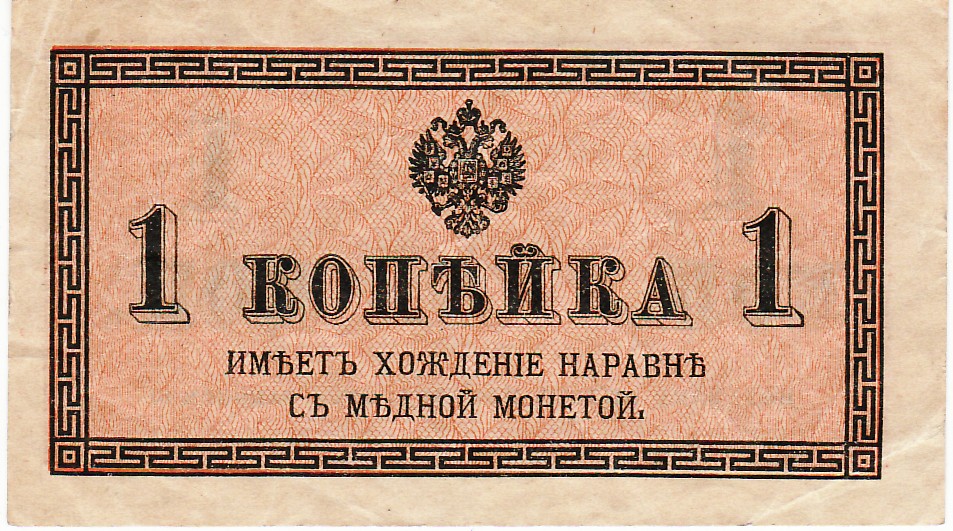 1 КОПѢЙКА 1
ИМѢЕТЪ ХОЖДЕНІЕ НАРАВНѢ
СЪ МѢДНОЙ МОНЕТОЙ.